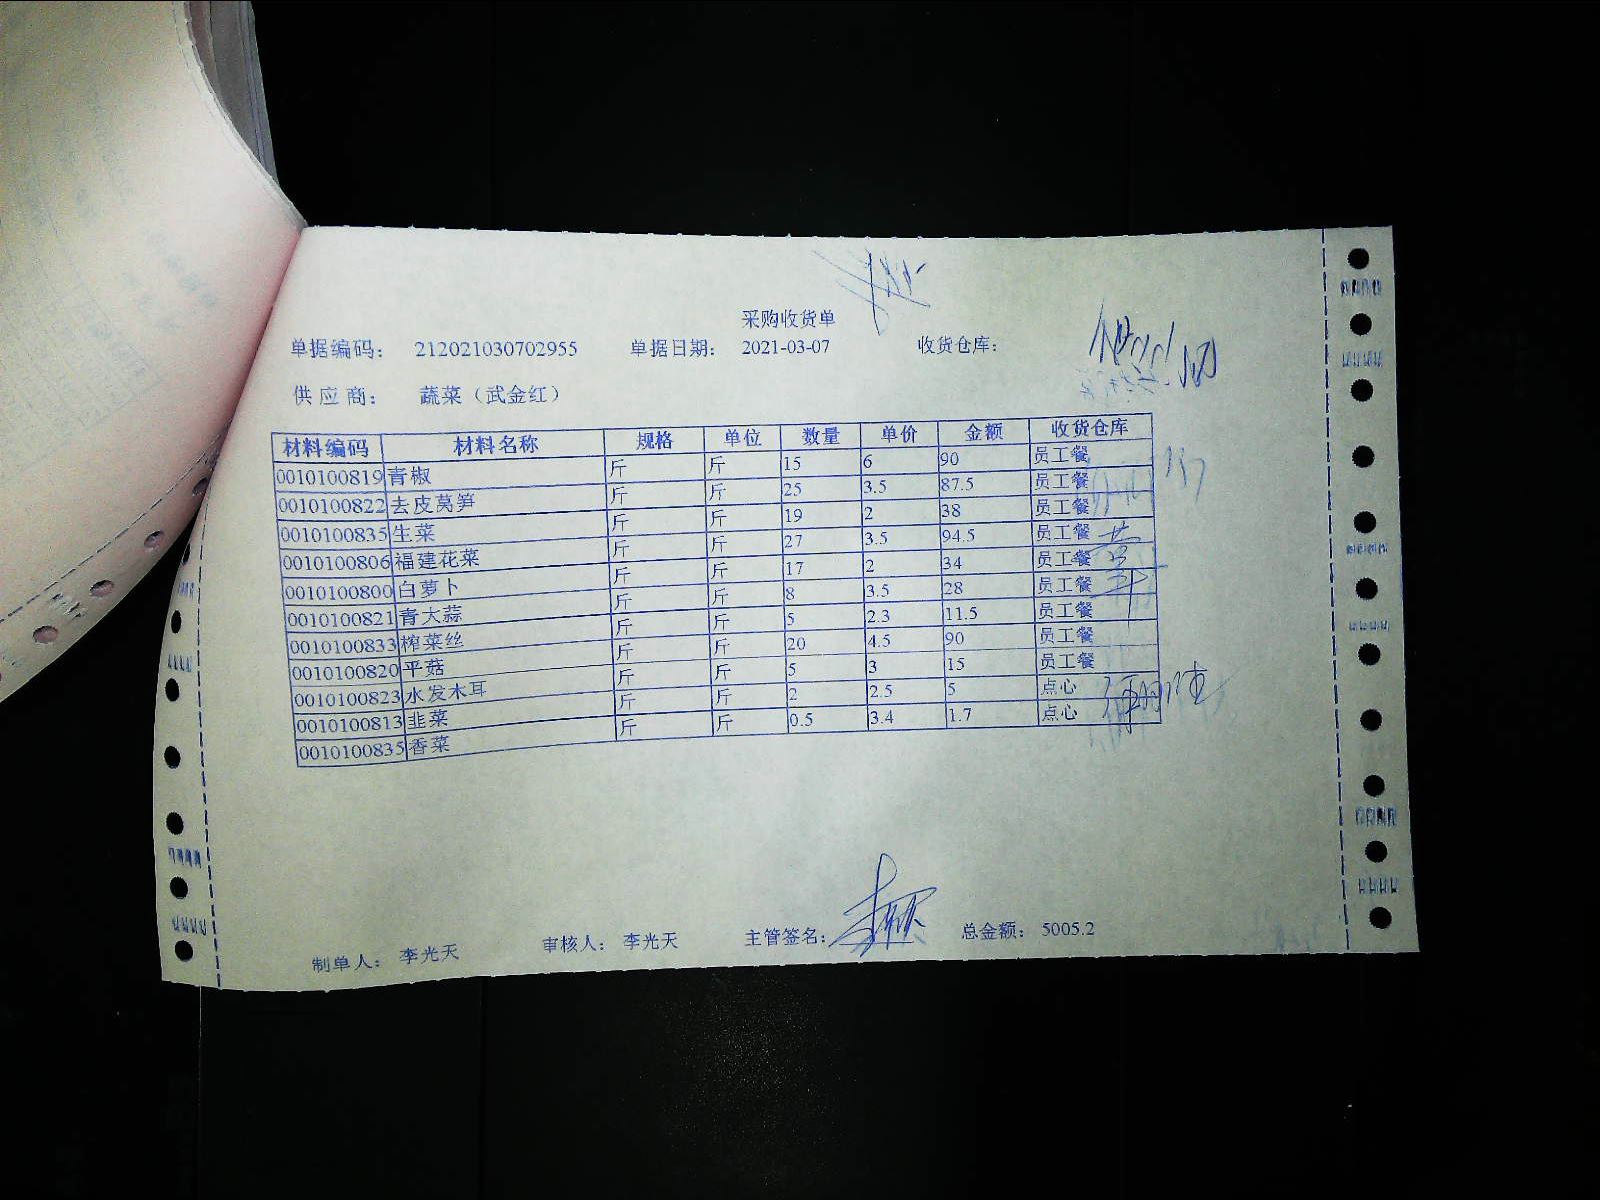 采购收货单
单据编码： 212021030702955 单据日期： 2021-03-07 收货仓库：
供 应 商： 蔬菜（武金红）
材料编码 材料名称 规格 单位 数量 单价 金额 收货仓库
0010100819 青椒 斤 斤 15 6 90 员工餐
0010100822 去皮莴笋 斤 斤 25 3.5 87.5 员工餐
0010100835 生菜 斤 斤 19 2 38 员工餐
0010100806 福建花菜 斤 斤 27 3.5 94.5 员工餐
0010100800 白萝卜 斤 斤 17 2 34 员工餐
0010100821 青大蒜 斤 斤 8 3.5 28 员工餐
0010100833 榨菜丝 斤 斤 5 2.3 11.5 员工餐
0010100820 平菇 斤 斤 20 4.5 90 员工餐
0010100823 水发木耳 斤 斤 5 3 15 员工餐
0010100813 韭菜 斤 斤 2 2.5 5 点心
0010100835 香菜 斤 斤 0.5 3.4 1.7 点心
制单人： 李光天 审核人： 李光天 主管签名： 总金额： 5005.2